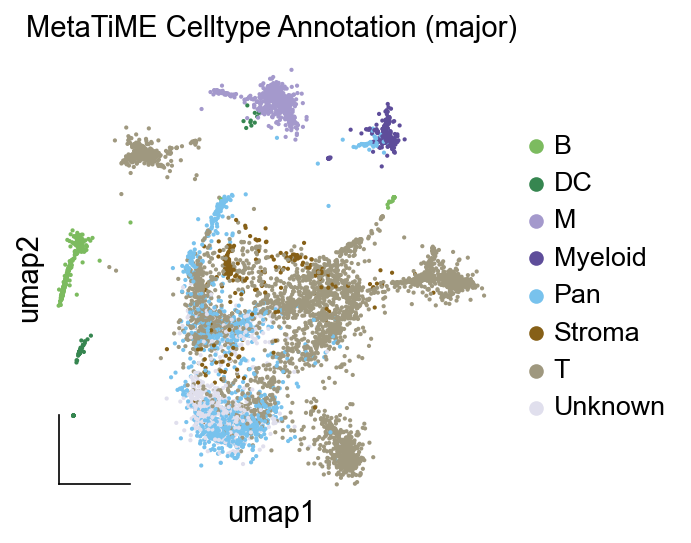 MetaTiME Celltype Annotation (major)
B
DC
M
Myeloid
Pan
Stroma
T
Unknown
umap2
umap1